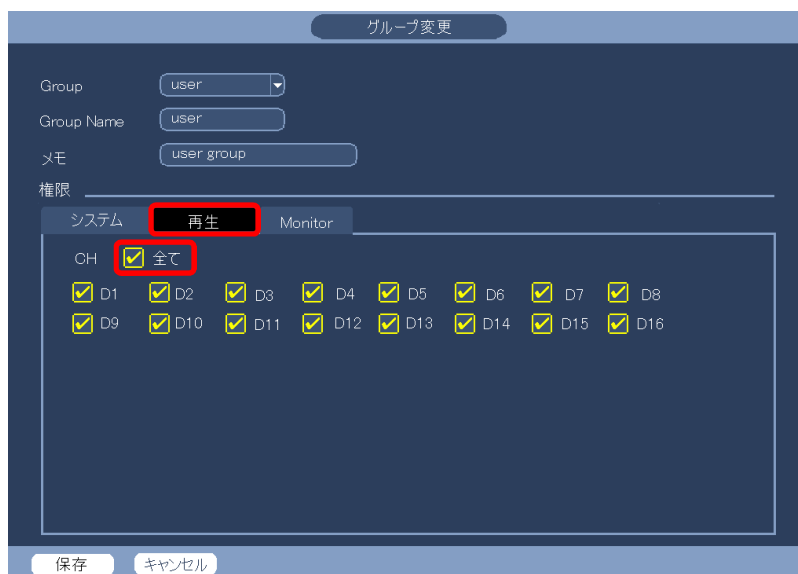 グループ変更
Group user
Group Name user
メモ user group
権限
システム 再生 Monitor
CH 全て
D1 D2 D3 D4 D5 D6 D7 D8
D9 D10 D11 D12 D13 D14 D15 D16
保存 キャンセル